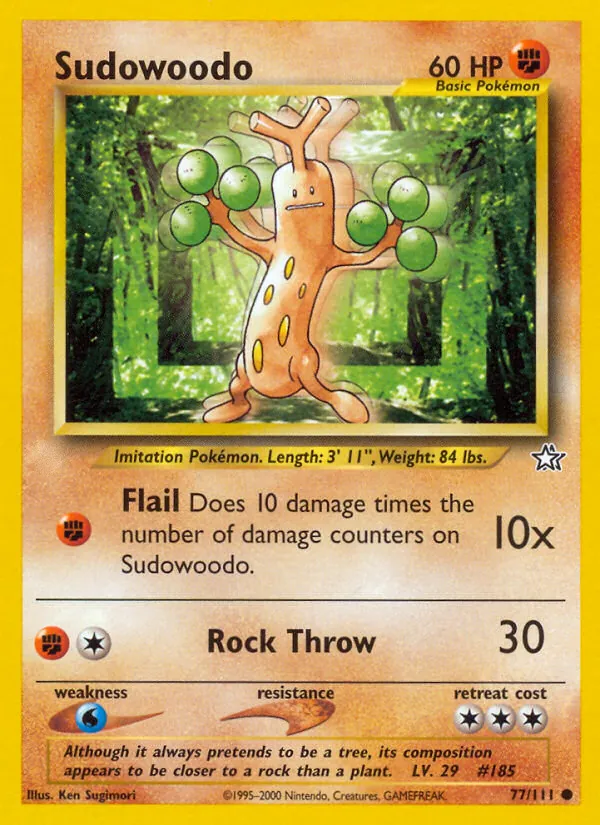 Sudowoodo
60 HP
Basic Pokémon
Imitation Pokémon. Length: 3' 11", Weight: 84 lbs.
Flail Does 10 damage times the
number of damage counters on
Sudowoodo.
10x
Rock Throw 30
weakness resistance retreat cost
Although it always pretends to be a tree, its composition
appears to be closer to a rock than a plant. LV. 29 #185
Illus. Ken Sugimori ©1995–2000 Nintendo, Creatures, GAMEFREAK. 77/111